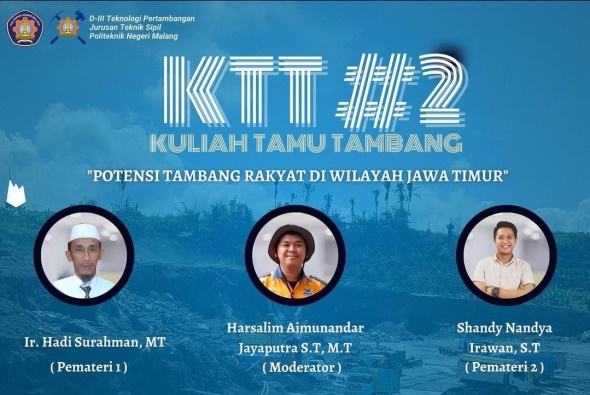 D-III Teknologi Pertambangan
Jurusan Teknik Sipil
Politeknik Negeri Malang
KTT #2
KULIAH TAMU TAMBANG
"POTENSI TAMBANG RAKYAT DI WILAYAH JAWA TIMUR"
Ir. Hadi Surahman, MT
( Pemateri 1 )
Harsalim Aimunandar
Jayaputra S.T, M.T
( Moderator )
Shandy Nandya
Irawan, S.T
( Pemateri 2 )